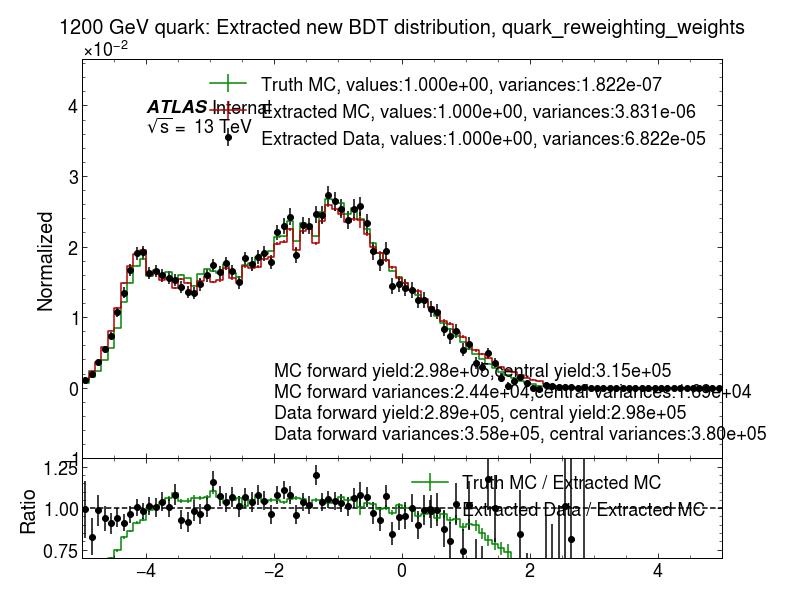 1200 GeV quark: Extracted new BDT distribution, quark_reweighting_weights
×10⁻²
Truth MC, values:1.000e+00, variances:1.822e-07
ATLAS Internal
Extracted MC, values:1.000e+00, variances:3.831e-06
√s = 13 TeV
Extracted Data, values:1.000e+00, variances:6.822e-05
4
3
2
1
0
1
Normalized
MC forward yield:2.98e+05, central yield:3.15e+05
MC forward variances:2.44e+04,central variances:1.69e+04
Data forward yield:2.89e+05, central yield:2.98e+05
Data forward variances:3.58e+05, central variances:3.80e+05
1.25
1.00
0.75
Ratio
Truth MC / Extracted MC
Extracted Data / Extracted MC
−4 −2 0 2 4